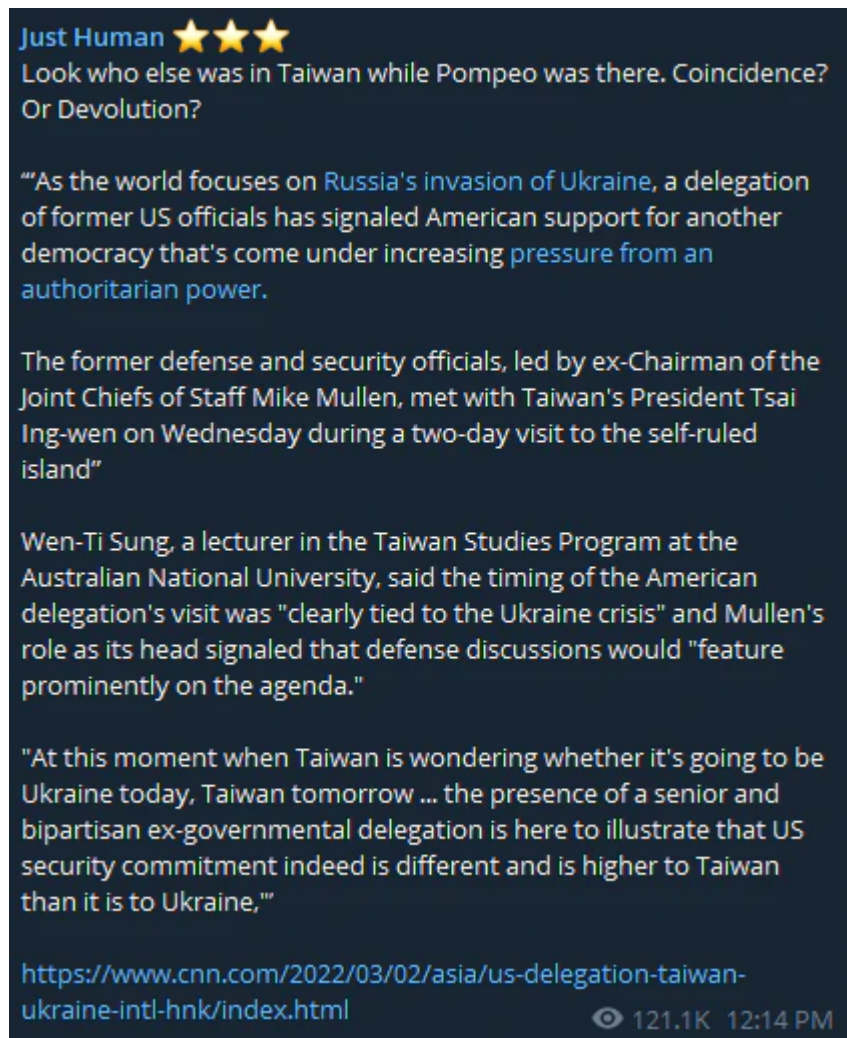 Just Human ⭐⭐⭐
Look who else was in Taiwan while Pompeo was there. Coincidence?
Or Devolution?
“‘As the world focuses on Russia's invasion of Ukraine, a delegation
of former US officials has signaled American support for another
democracy that's come under increasing pressure from an
authoritarian power.
The former defense and security officials, led by ex-Chairman of the
Joint Chiefs of Staff Mike Mullen, met with Taiwan's President Tsai
Ing-wen on Wednesday during a two-day visit to the self-ruled
island”
Wen-Ti Sung, a lecturer in the Taiwan Studies Program at the
Australian National University, said the timing of the American
delegation's visit was "clearly tied to the Ukraine crisis" and Mullen's
role as its head signaled that defense discussions would "feature
prominently on the agenda."
"At this moment when Taiwan is wondering whether it's going to be
Ukraine today, Taiwan tomorrow ... the presence of a senior and
bipartisan ex-governmental delegation is here to illustrate that US
security commitment indeed is different and is higher to Taiwan
than it is to Ukraine,"’
https://www.cnn.com/2022/03/02/asia/us-delegation-taiwan-
ukraine-intl-hnk/index.html
121.1K 12:14 PM